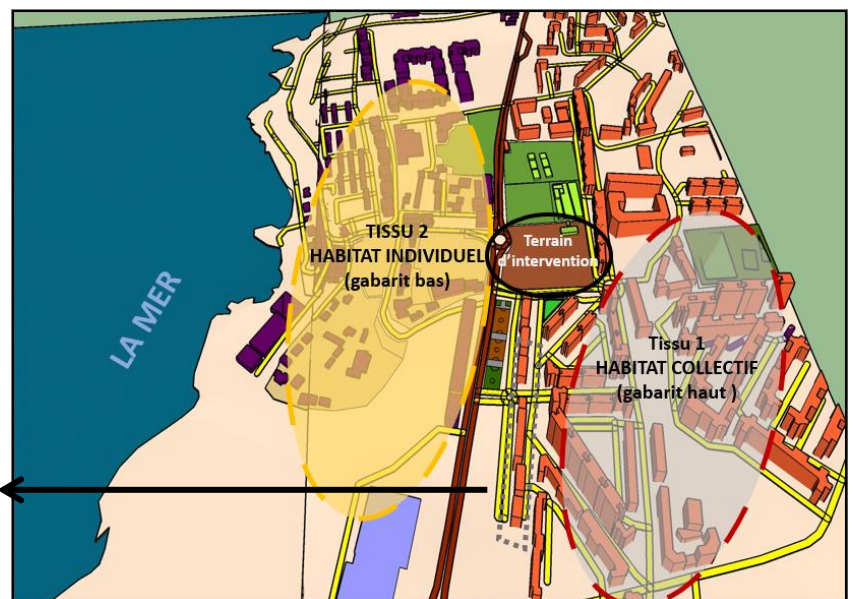 TISSU 2
HABITAT INDIVIDUEL
(gabarit bas)
Terrain
d'intervention
LA MER
Tissu 1
HABITAT COLLECTIF
(gabarit haut )